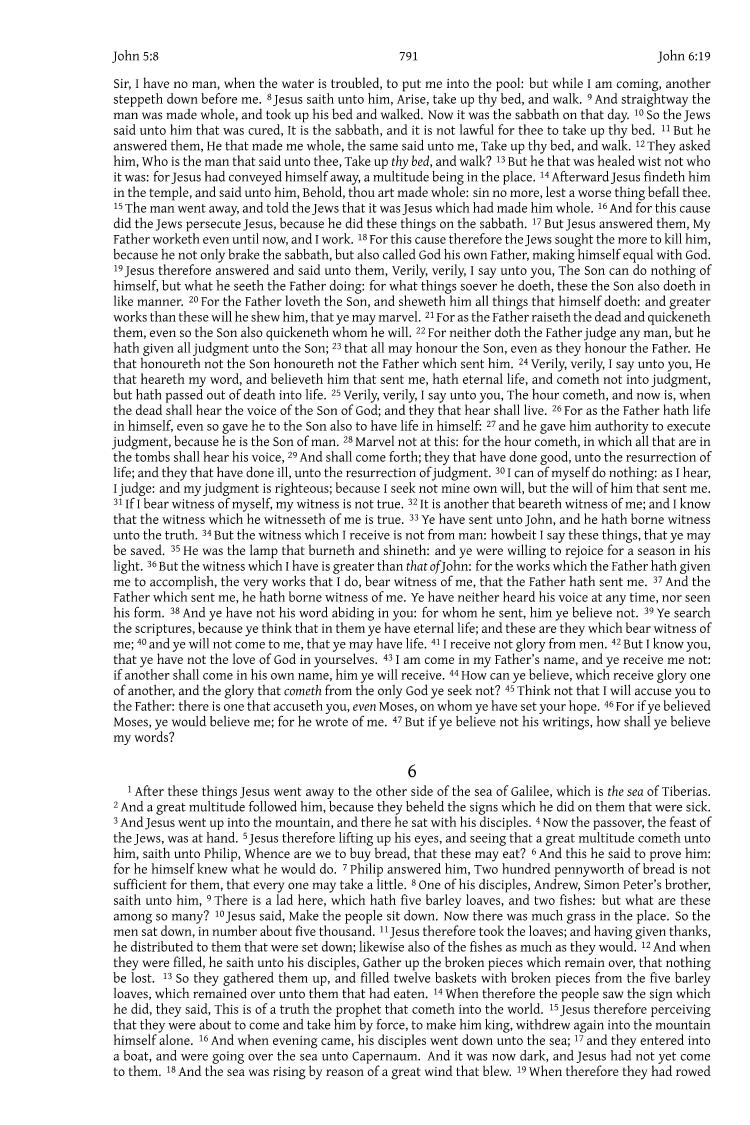 John 5:8 791 John 6:19
Sir, I have no man, when the water is troubled, to put me into the pool: but while I am coming, another
steppeth down before me. 8 Jesus saith unto him, Arise, take up thy bed, and walk. 9 And straightway the
man was made whole, and took up his bed and walked. Now it was the sabbath on that day. 10 So the Jews
said unto him that was cured, It is the sabbath, and it is not lawful for thee to take up thy bed. 11 But he
answered them, He that made me whole, the same said unto me, Take up thy bed, and walk. 12 They asked
him, Who is the man that said unto thee, Take up thy bed, and walk? 13 But he that was healed wist not who
it was: for Jesus had conveyed himself away, a multitude being in the place. 14 Afterward Jesus findeth him
in the temple, and said unto him, Behold, thou art made whole: sin no more, lest a worse thing befall thee.
15 The man went away, and told the Jews that it was Jesus which had made him whole. 16 And for this cause
did the Jews persecute Jesus, because he did these things on the sabbath. 17 But Jesus answered them, My
Father worketh even until now, and I work. 18 For this cause therefore the Jews sought the more to kill him,
because he not only brake the sabbath, but also called God his own Father, making himself equal with God.
19 Jesus therefore answered and said unto them, Verily, verily, I say unto you, The Son can do nothing of
himself, but what he seeth the Father doing: for what things soever he doeth, these the Son also doeth in
like manner. 20 For the Father loveth the Son, and sheweth him all things that himself doeth: and greater
works than these will he shew him, that ye may marvel. 21 For as the Father raiseth the dead and quickeneth
them, even so the Son also quickeneth whom he will. 22 For neither doth the Father judge any man, but he
hath given all judgment unto the Son; 23 that all may honour the Son, even as they honour the Father. He
that honoureth not the Son honoureth not the Father which sent him. 24 Verily, verily, I say unto you, He
that heareth my word, and believeth him that sent me, hath eternal life, and cometh not into judgment,
but hath passed out of death into life. 25 Verily, verily, I say unto you, The hour cometh, and now is, when
the dead shall hear the voice of the Son of God; and they that hear shall live. 26 For as the Father hath life
in himself, even so gave he to the Son also to have life in himself: 27 and he gave him authority to execute
judgment, because he is the Son of man. 28 Marvel not at this: for the hour cometh, in which all that are in
the tombs shall hear his voice, 29 And shall come forth; they that have done good, unto the resurrection of
life; and they that have done ill, unto the resurrection of judgment. 30 I can of myself do nothing: as I hear,
I judge: and my judgment is righteous; because I seek not mine own will, but the will of him that sent me.
31 If I bear witness of myself, my witness is not true. 32 It is another that beareth witness of me; and I know
that the witness which he witnesseth of me is true. 33 Ye have sent unto John, and he hath borne witness
unto the truth. 34 But the witness which I receive is not from man: howbeit I say these things, that ye may
be saved. 35 He was the lamp that burneth and shineth: and ye were willing to rejoice for a season in his
light. 36 But the witness which I have is greater than that of John: for the works which the Father hath given
me to accomplish, the very works that I do, bear witness of me, that the Father hath sent me. 37 And the
Father which sent me, he hath borne witness of me. Ye have neither heard his voice at any time, nor seen
his form. 38 And ye have not his word abiding in you: for whom he sent, him ye believe not. 39 Ye search
the scriptures, because ye think that in them ye have eternal life; and these are they which bear witness of
me; 40 and ye will not come to me, that ye may have life. 41 I receive not glory from men. 42 But I know you,
that ye have not the love of God in yourselves. 43 I am come in my Father's name, and ye receive me not:
if another shall come in his own name, him ye will receive. 44 How can ye believe, which receive glory one
of another, and the glory that cometh from the only God ye seek not? 45 Think not that I will accuse you to
the Father: there is one that accuseth you, even Moses, on whom ye have set your hope. 46 For if ye believed
Moses, ye would believe me; for he wrote of me. 47 But if ye believe not his writings, how shall ye believe
my words?
6
1 After these things Jesus went away to the other side of the sea of Galilee, which is the sea of Tiberias.
2 And a great multitude followed him, because they beheld the signs which he did on them that were sick.
3 And Jesus went up into the mountain, and there he sat with his disciples. 4 Now the passover, the feast of
the Jews, was at hand. 5 Jesus therefore lifting up his eyes, and seeing that a great multitude cometh unto
him, saith unto Philip, Whence are we to buy bread, that these may eat? 6 And this he said to prove him:
for he himself knew what he would do. 7 Philip answered him, Two hundred pennyworth of bread is not
sufficient for them, that every one may take a little. 8 One of his disciples, Andrew, Simon Peter's brother,
saith unto him, 9 There is a lad here, which hath five barley loaves, and two fishes: but what are these
among so many? 10 Jesus said, Make the people sit down. Now there was much grass in the place. So the
men sat down, in number about five thousand. 11 Jesus therefore took the loaves; and having given thanks,
he distributed to them that were set down; likewise also of the fishes as much as they would. 12 And when
they were filled, he saith unto his disciples, Gather up the broken pieces which remain over, that nothing
be lost. 13 So they gathered them up, and filled twelve baskets with broken pieces from the five barley
loaves, which remained over unto them that had eaten. 14 When therefore the people saw the sign which
he did, they said, This is of a truth the prophet that cometh into the world. 15 Jesus therefore perceiving
that they were about to come and take him by force, to make him king, withdrew again into the mountain
himself alone. 16 And when evening came, his disciples went down unto the sea; 17 and they entered into
a boat, and were going over the sea unto Capernaum. And it was now dark, and Jesus had not yet come
to them. 18 And the sea was rising by reason of a great wind that blew. 19 When therefore they had rowed